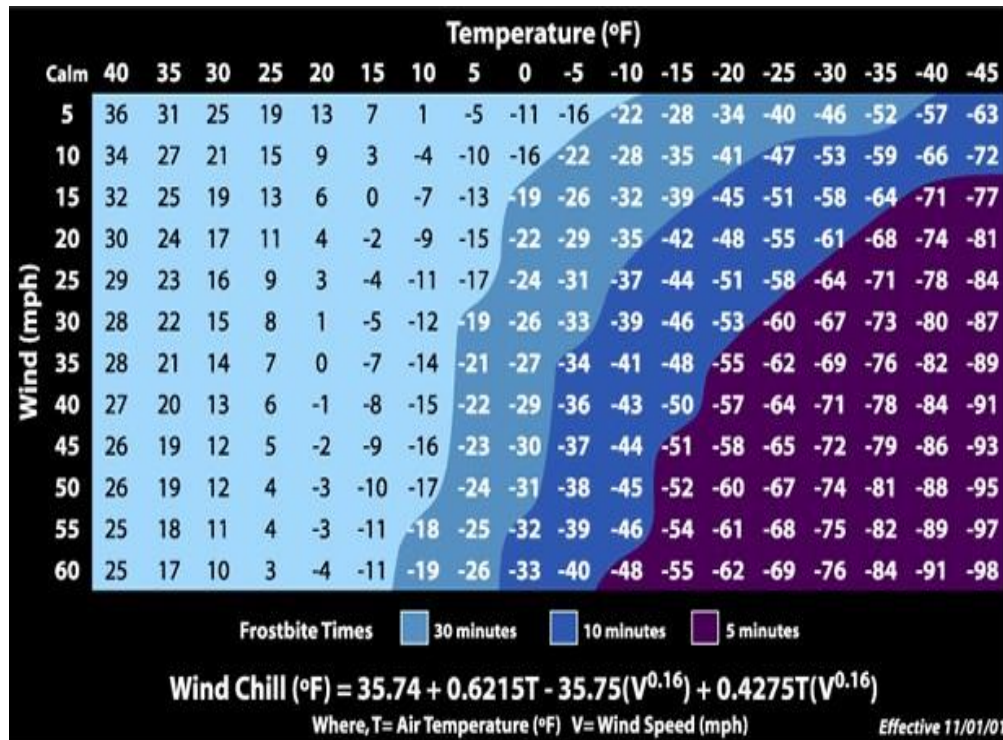 Temperature (ºF)
Calm 40 35 30 25 20 15 10 5 0 -5 -10 -15 -20 -25 -30 -35 -40 -45
5 36 31 25 19 13 7 1 -5 -11 -16 -22 -28 -34 -40 -46 -52 -57 -63
10 34 27 21 15 9 3 -4 -10 -16 -22 -28 -35 -41 -47 -53 -59 -66 -72
15 32 25 19 13 6 0 -7 -13 -19 -26 -32 -39 -45 -51 -58 -64 -71 -77
20 30 24 17 11 4 -2 -9 -15 -22 -29 -35 -42 -48 -55 -61 -68 -74 -81
25 29 23 16 9 3 -4 -11 -17 -24 -31 -37 -44 -51 -58 -64 -71 -78 -84
30 28 22 15 8 1 -5 -12 -19 -26 -33 -39 -46 -53 -60 -67 -73 -80 -87
35 28 21 14 7 0 -7 -14 -21 -27 -34 -41 -48 -55 -62 -69 -76 -82 -89
40 27 20 13 6 -1 -8 -15 -22 -29 -36 -43 -50 -57 -64 -71 -78 -84 -91
45 26 19 12 5 -2 -9 -16 -23 -30 -37 -44 -51 -58 -65 -72 -79 -86 -93
50 26 19 12 4 -3 -10 -17 -24 -31 -38 -45 -52 -60 -67 -74 -81 -88 -95
55 25 18 11 4 -3 -11 -18 -25 -32 -39 -46 -54 -61 -68 -75 -82 -89 -97
60 25 17 10 3 -4 -11 -19 -26 -33 -40 -48 -55 -62 -69 -76 -84 -91 -98
Wind (mph)
Frostbite Times 30 minutes 10 minutes 5 minutes
Wind Chill (ºF) = 35.74 + 0.6215T - 35.75(V^0.16) + 0.4275T(V^0.16)
Where, T= Air Temperature (ºF) V= Wind Speed (mph)
Effective 11/01/01